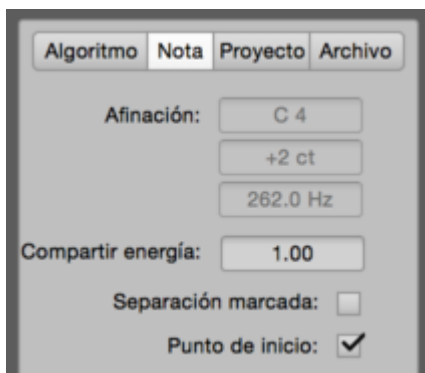 Algoritmo Nota Proyecto Archivo
Afinación: C 4
+2 ct
262.0 Hz
Compartir energía: 1.00
Separación marcada:
Punto de inicio: